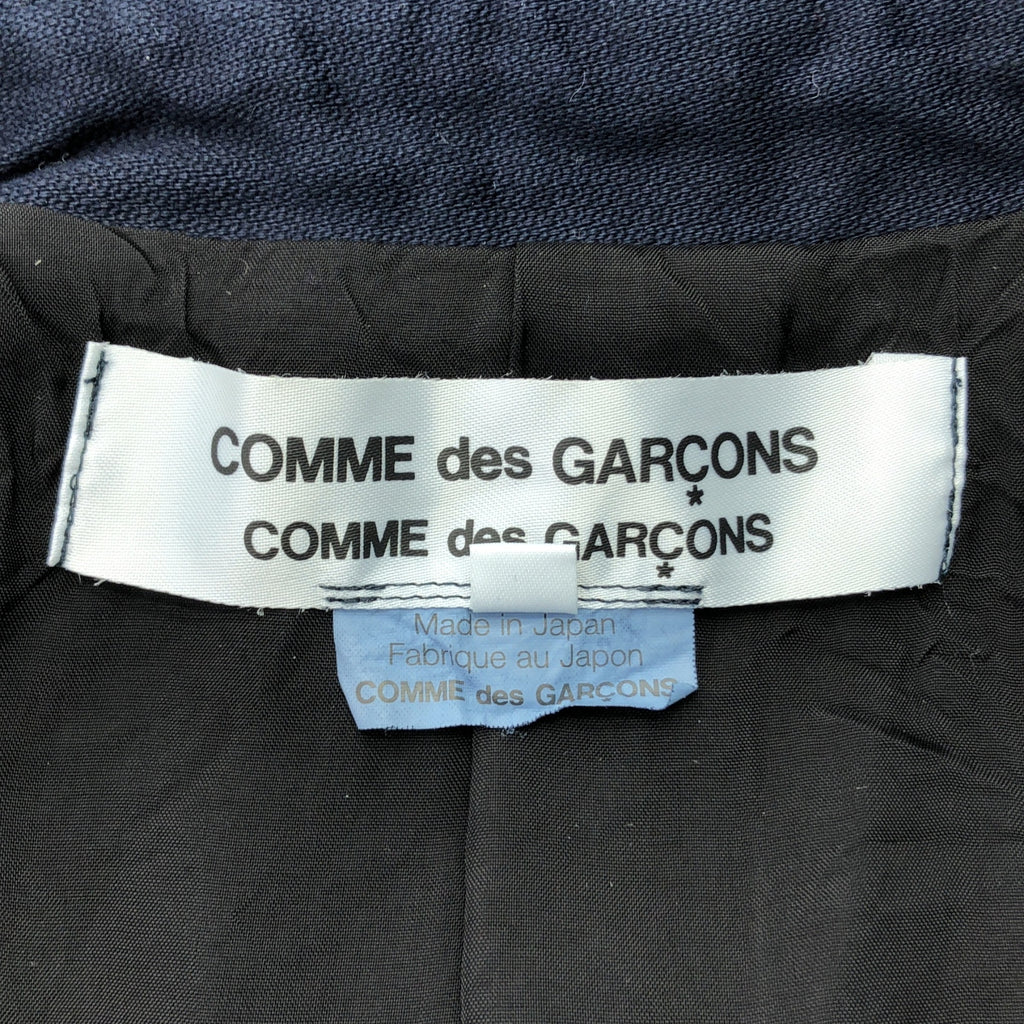 COMME des GARÇONS
COMME des GARÇONS
Made in Japan
Fabrique au Japon
COMME des GARÇONS